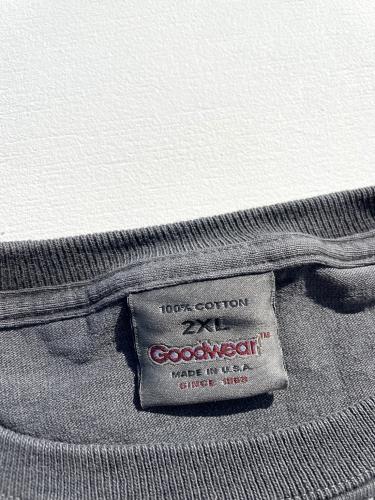 100% COTTON
2XL
Goodwear™
MADE IN U.S.A.
SINCE 1983